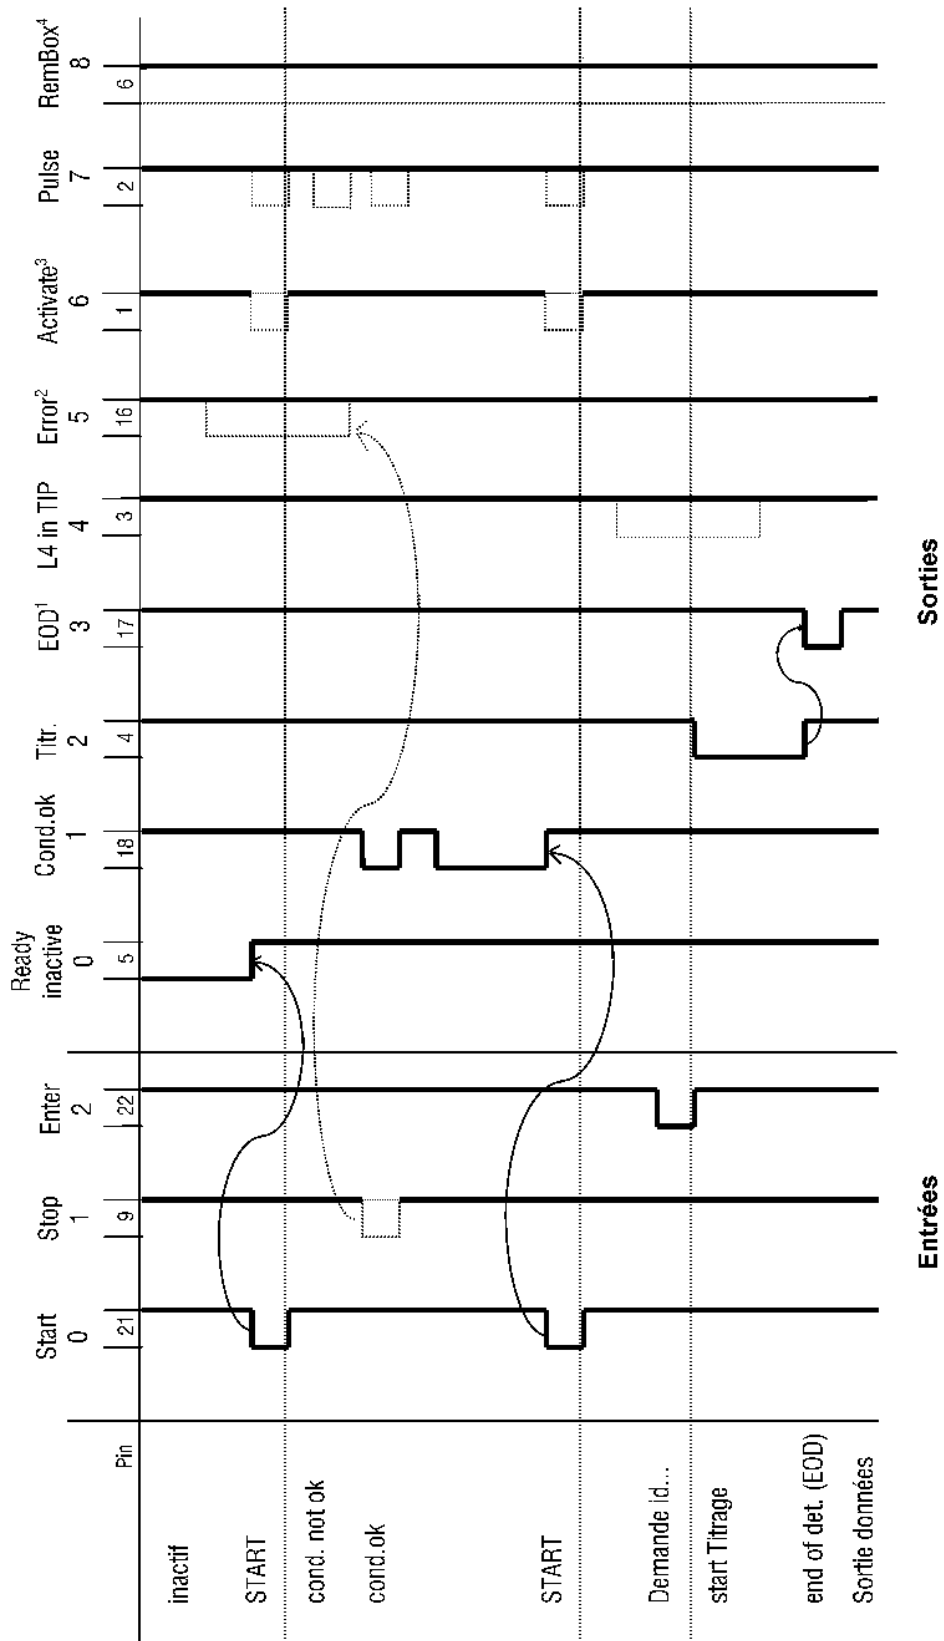 Pin
inactif
START
cond. not ok
cond.ok
START
Demande id...
start Titrage
end of det. (EOD)
Sortie données
Entrées
Start
0
21
Stop
1
9
Enter
2
22
Sorties
Ready
inactive
0
5
Cond.ok
1
18
Titr.
2
4
EOD¹
3
17
L4 in TIP
4
3
Error²
5
16
Activate³
6
1
Pulse
7
2
RemBox⁴
8
6